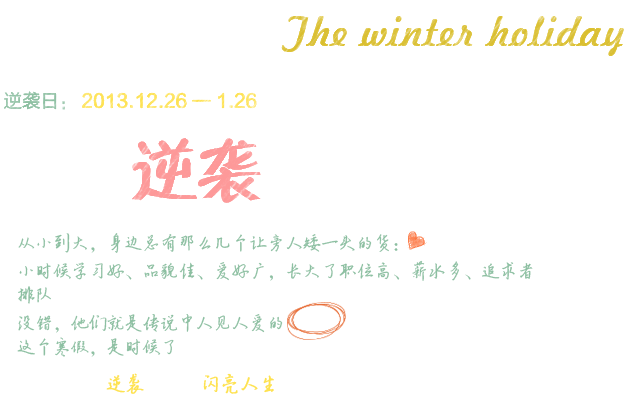 The winter holiday
逆袭日：2013.12.26 — 1.26
逆袭
从小到大，身边总有那么几个让旁人矮一头的货：
小时候学习好、品貌佳、爱好广，长大了职位高、薪水多、追求者
排队
没错，他们就是传说中人见人爱的
这个寒假，是时候了
逆袭 闪亮人生